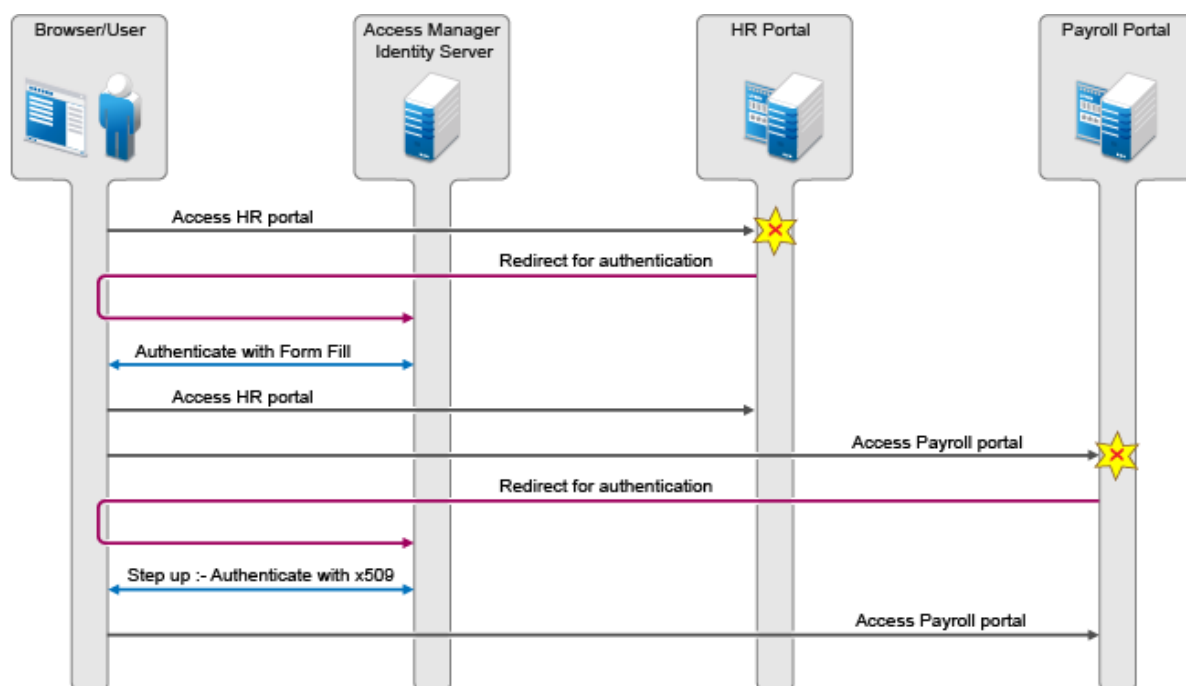 Browser/User
Access Manager
Identity Server
HR Portal
Payroll Portal
Access HR portal
Redirect for authentication
Authenticate with Form Fill
Access HR portal
Access Payroll portal
Redirect for authentication
Step up :- Authenticate with x509
Access Payroll portal